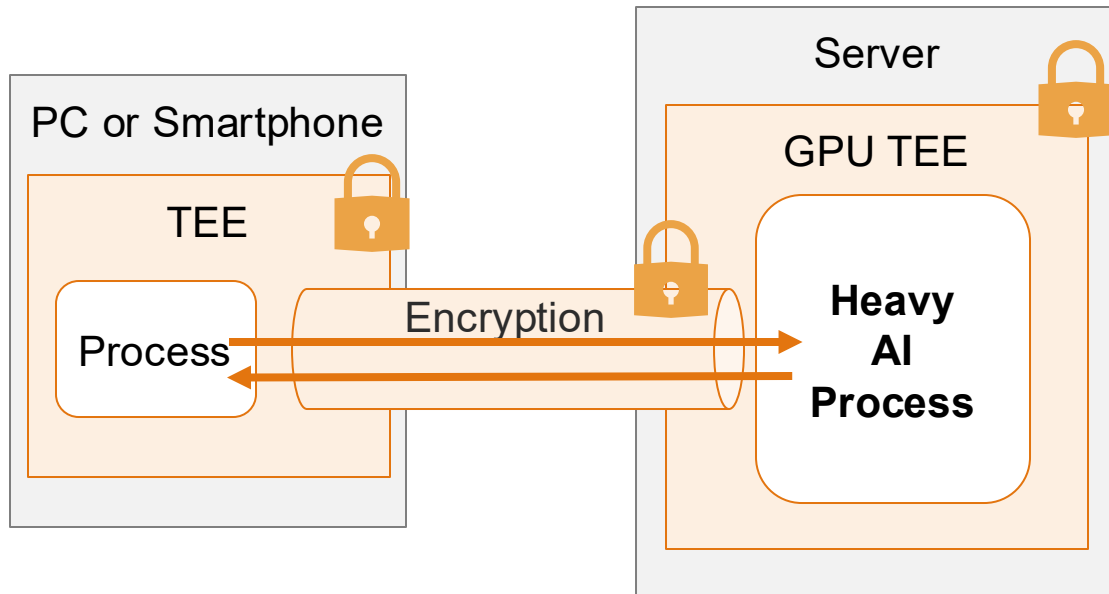 PC or Smartphone
TEE
Process
Encryption
Server
GPU TEE
Heavy
AI
Process